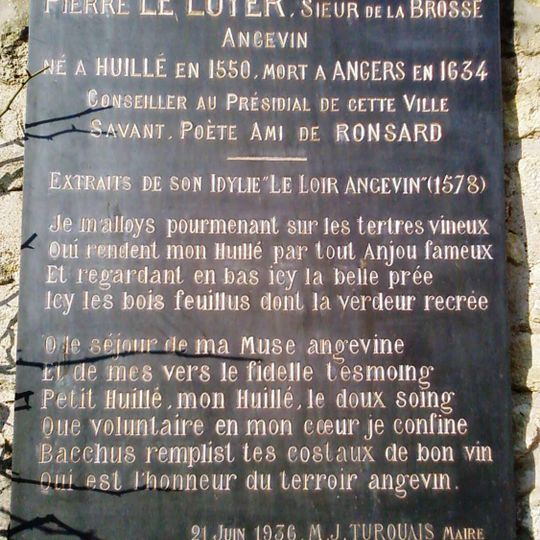 PIERRE LE LOYER, SIEUR DE LA BROSSE
ANGEVIN
NÉ A HUILLÉ EN 1550, MORT A ANGERS EN 1634
CONSEILLER AU PRÉSIDIAL DE CETTE VILLE
SAVANT, POÈTE AMI DE RONSARD
EXTRAITS DE SON IDYLIE "LE LOIR ANGEVIN" (1578)
Je m'alloys pourmenant sur les tertres vineux
Qui rendent mon Huillé par tout Anjou fameux
Et regardant en bas icy la belle prée
Icy les bois feuillus dont la verdeur recrée
O le séjour de ma Muse angevine
Et de mes vers le fidelle tesmoing
Petit Huillé, mon Huillé, le doux soing
Que voluntaire en mon cœur je confine
Bacchus remplist tes costaux de bon vin
Qui est l'honneur du terroir angevin.
21 JUIN 1936, M.J. TURQUAIS MAIRE